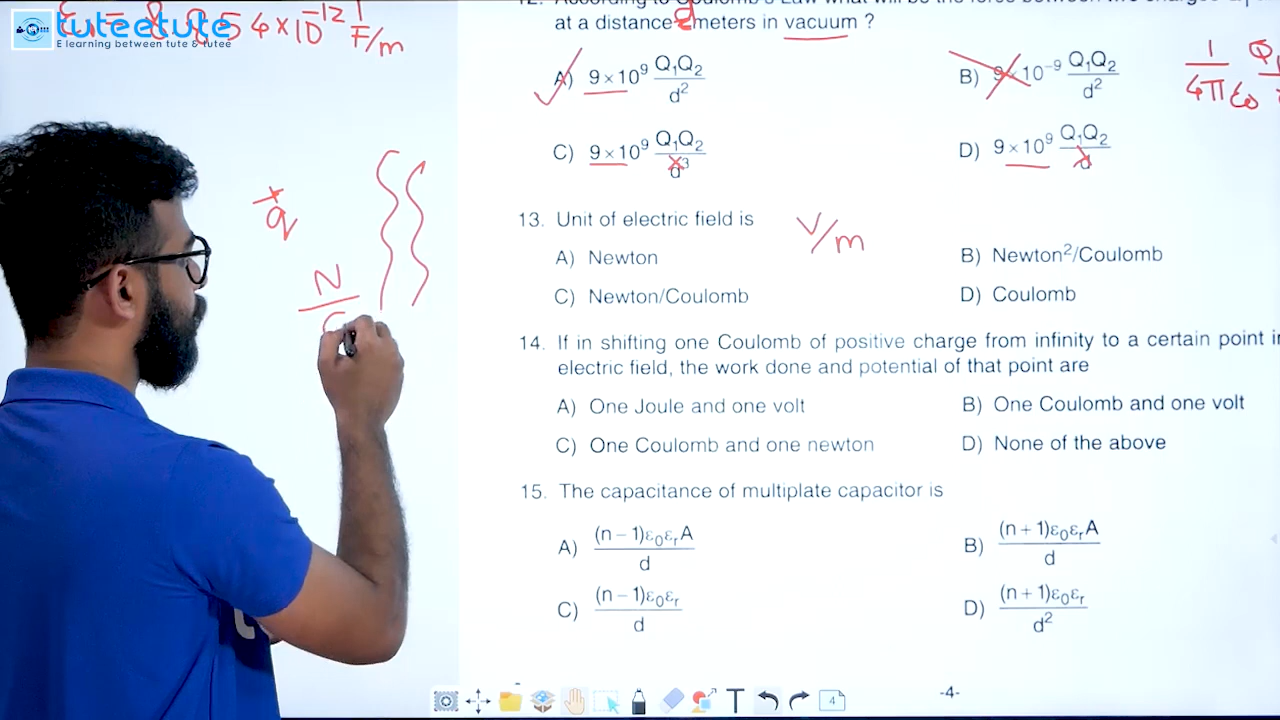 tuteetute
E learning between tute & tutee
= 8.854×10⁻¹² F/m
at a distance d meters in vacuum ?
A) 9×10⁹ Q₁Q₂/d²
B) 9×10⁻⁹ Q₁Q₂/d²
1/4πε₀
C) 9×10⁹ Q₁Q₂/d³
D) 9×10⁹ Q₁Q₂/d
+q
N/C
13. Unit of electric field is
V/m
A) Newton
B) Newton²/Coulomb
C) Newton/Coulomb
D) Coulomb
14. If in shifting one Coulomb of positive charge from infinity to a certain point in
electric field, the work done and potential of that point are
A) One Joule and one volt
B) One Coulomb and one volt
C) One Coulomb and one newton
D) None of the above
15. The capacitance of multiplate capacitor is
A) (n − 1)ε₀εᵣA/d
B) (n + 1)ε₀εᵣA/d
C) (n − 1)ε₀εᵣ/d
D) (n + 1)ε₀εᵣ/d²
4
-4-